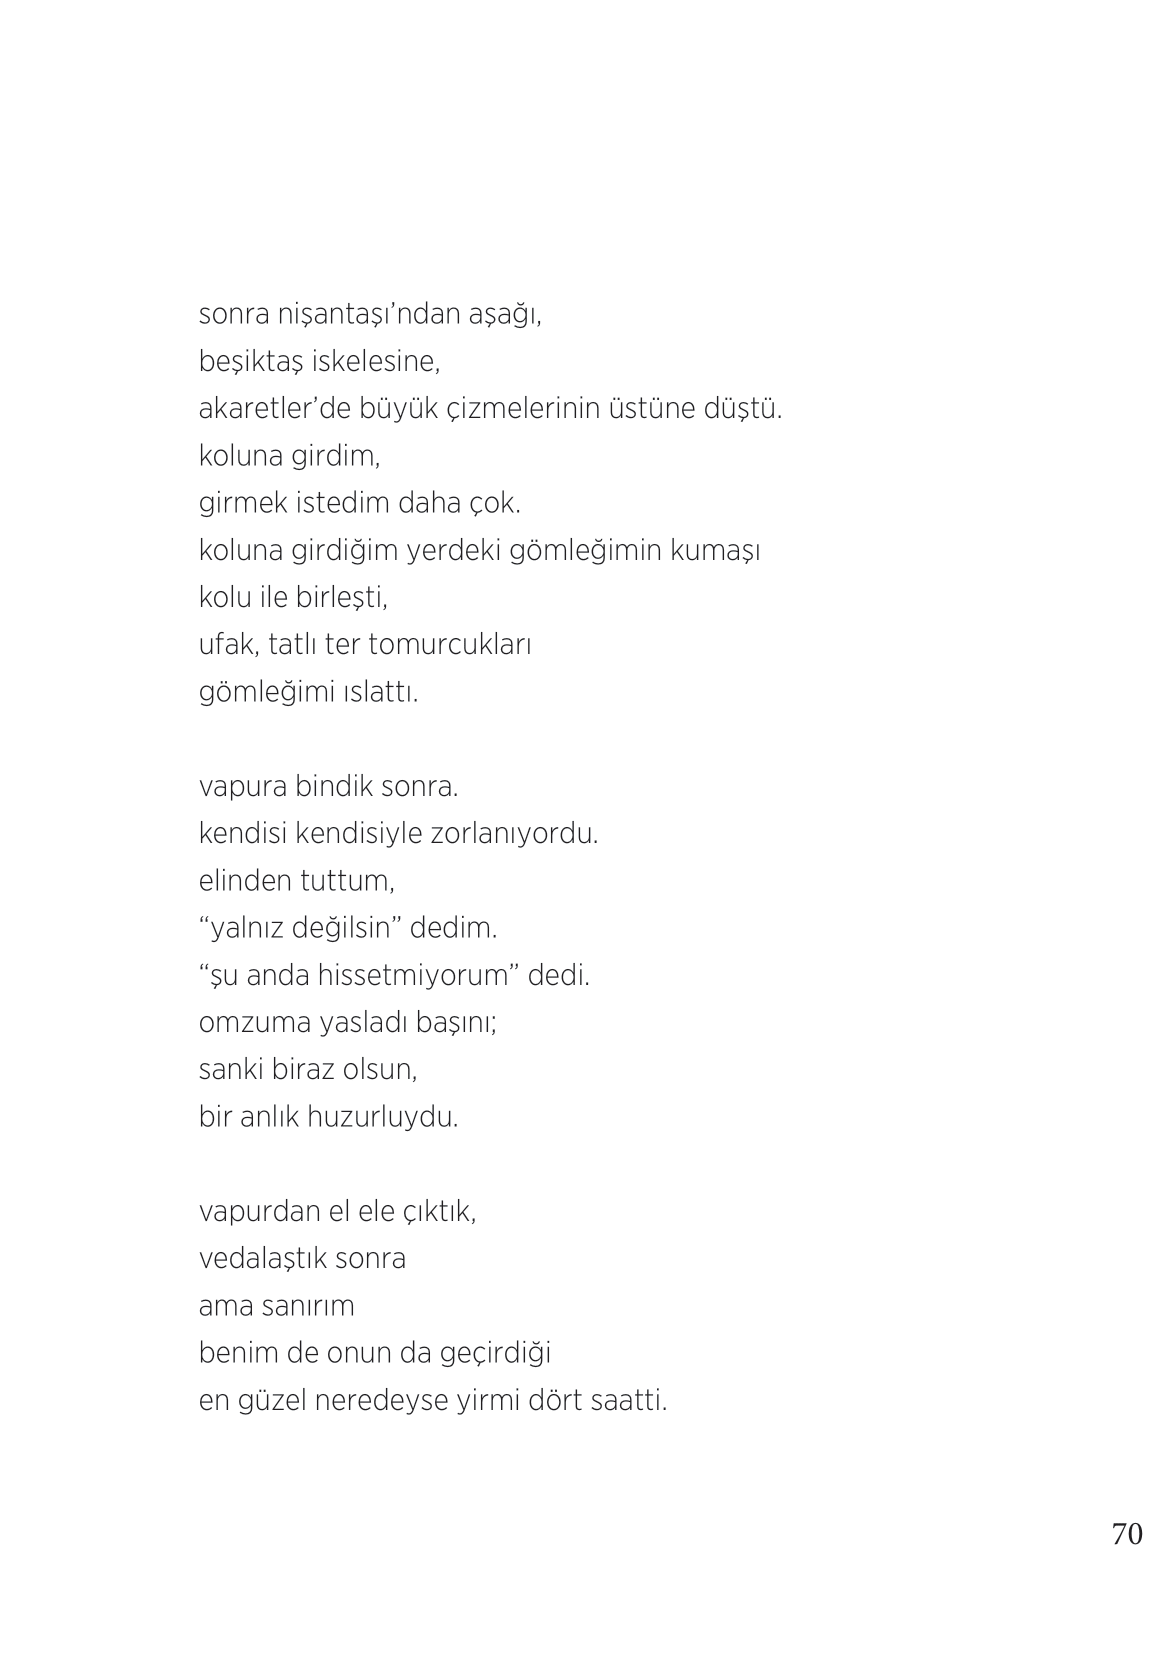 sonra nişantaşı’ndan aşağı,
beşiktaş iskelesine,
akaretler’de büyük çizmelerinin üstüne düştü.
koluna girdim,
girmek istedim daha çok.
koluna girdiğim yerdeki gömleğimin kumaşı
kolu ile birleşti,
ufak, tatlı ter tomurcukları
gömleğimi ıslattı.

vapura bindik sonra.
kendisi kendisiyle zorlanıyordu.
elinden tuttum,
“yalnız değilsin” dedim.
“şu anda hissetmiyorum” dedi.
omzuma yasladı başını;
sanki biraz olsun,
bir anlık huzurluydu.

vapurdan el ele çıktık,
vedalaştık sonra
ama sanırım
benim de onun da geçirdiği
en güzel neredeyse yirmi dört saatti.

70